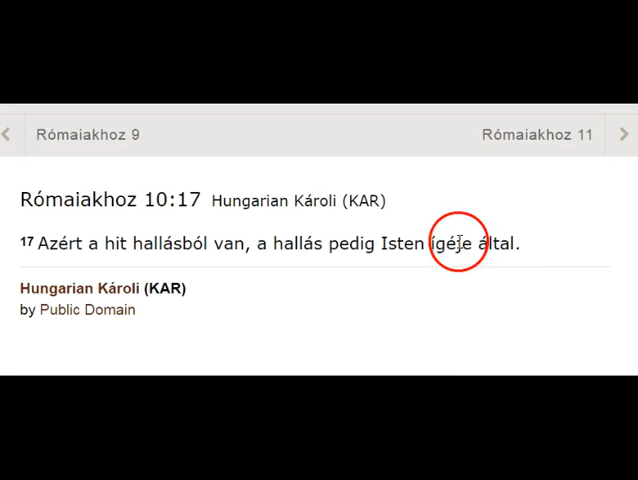 Rómaiakhoz 9 Rómaiakhoz 11
Rómaiakhoz 10:17 Hungarian Károli (KAR)
17 Azért a hit hallásból van, a hallás pedig Isten ígéje által.
Hungarian Károli (KAR)
by Public Domain